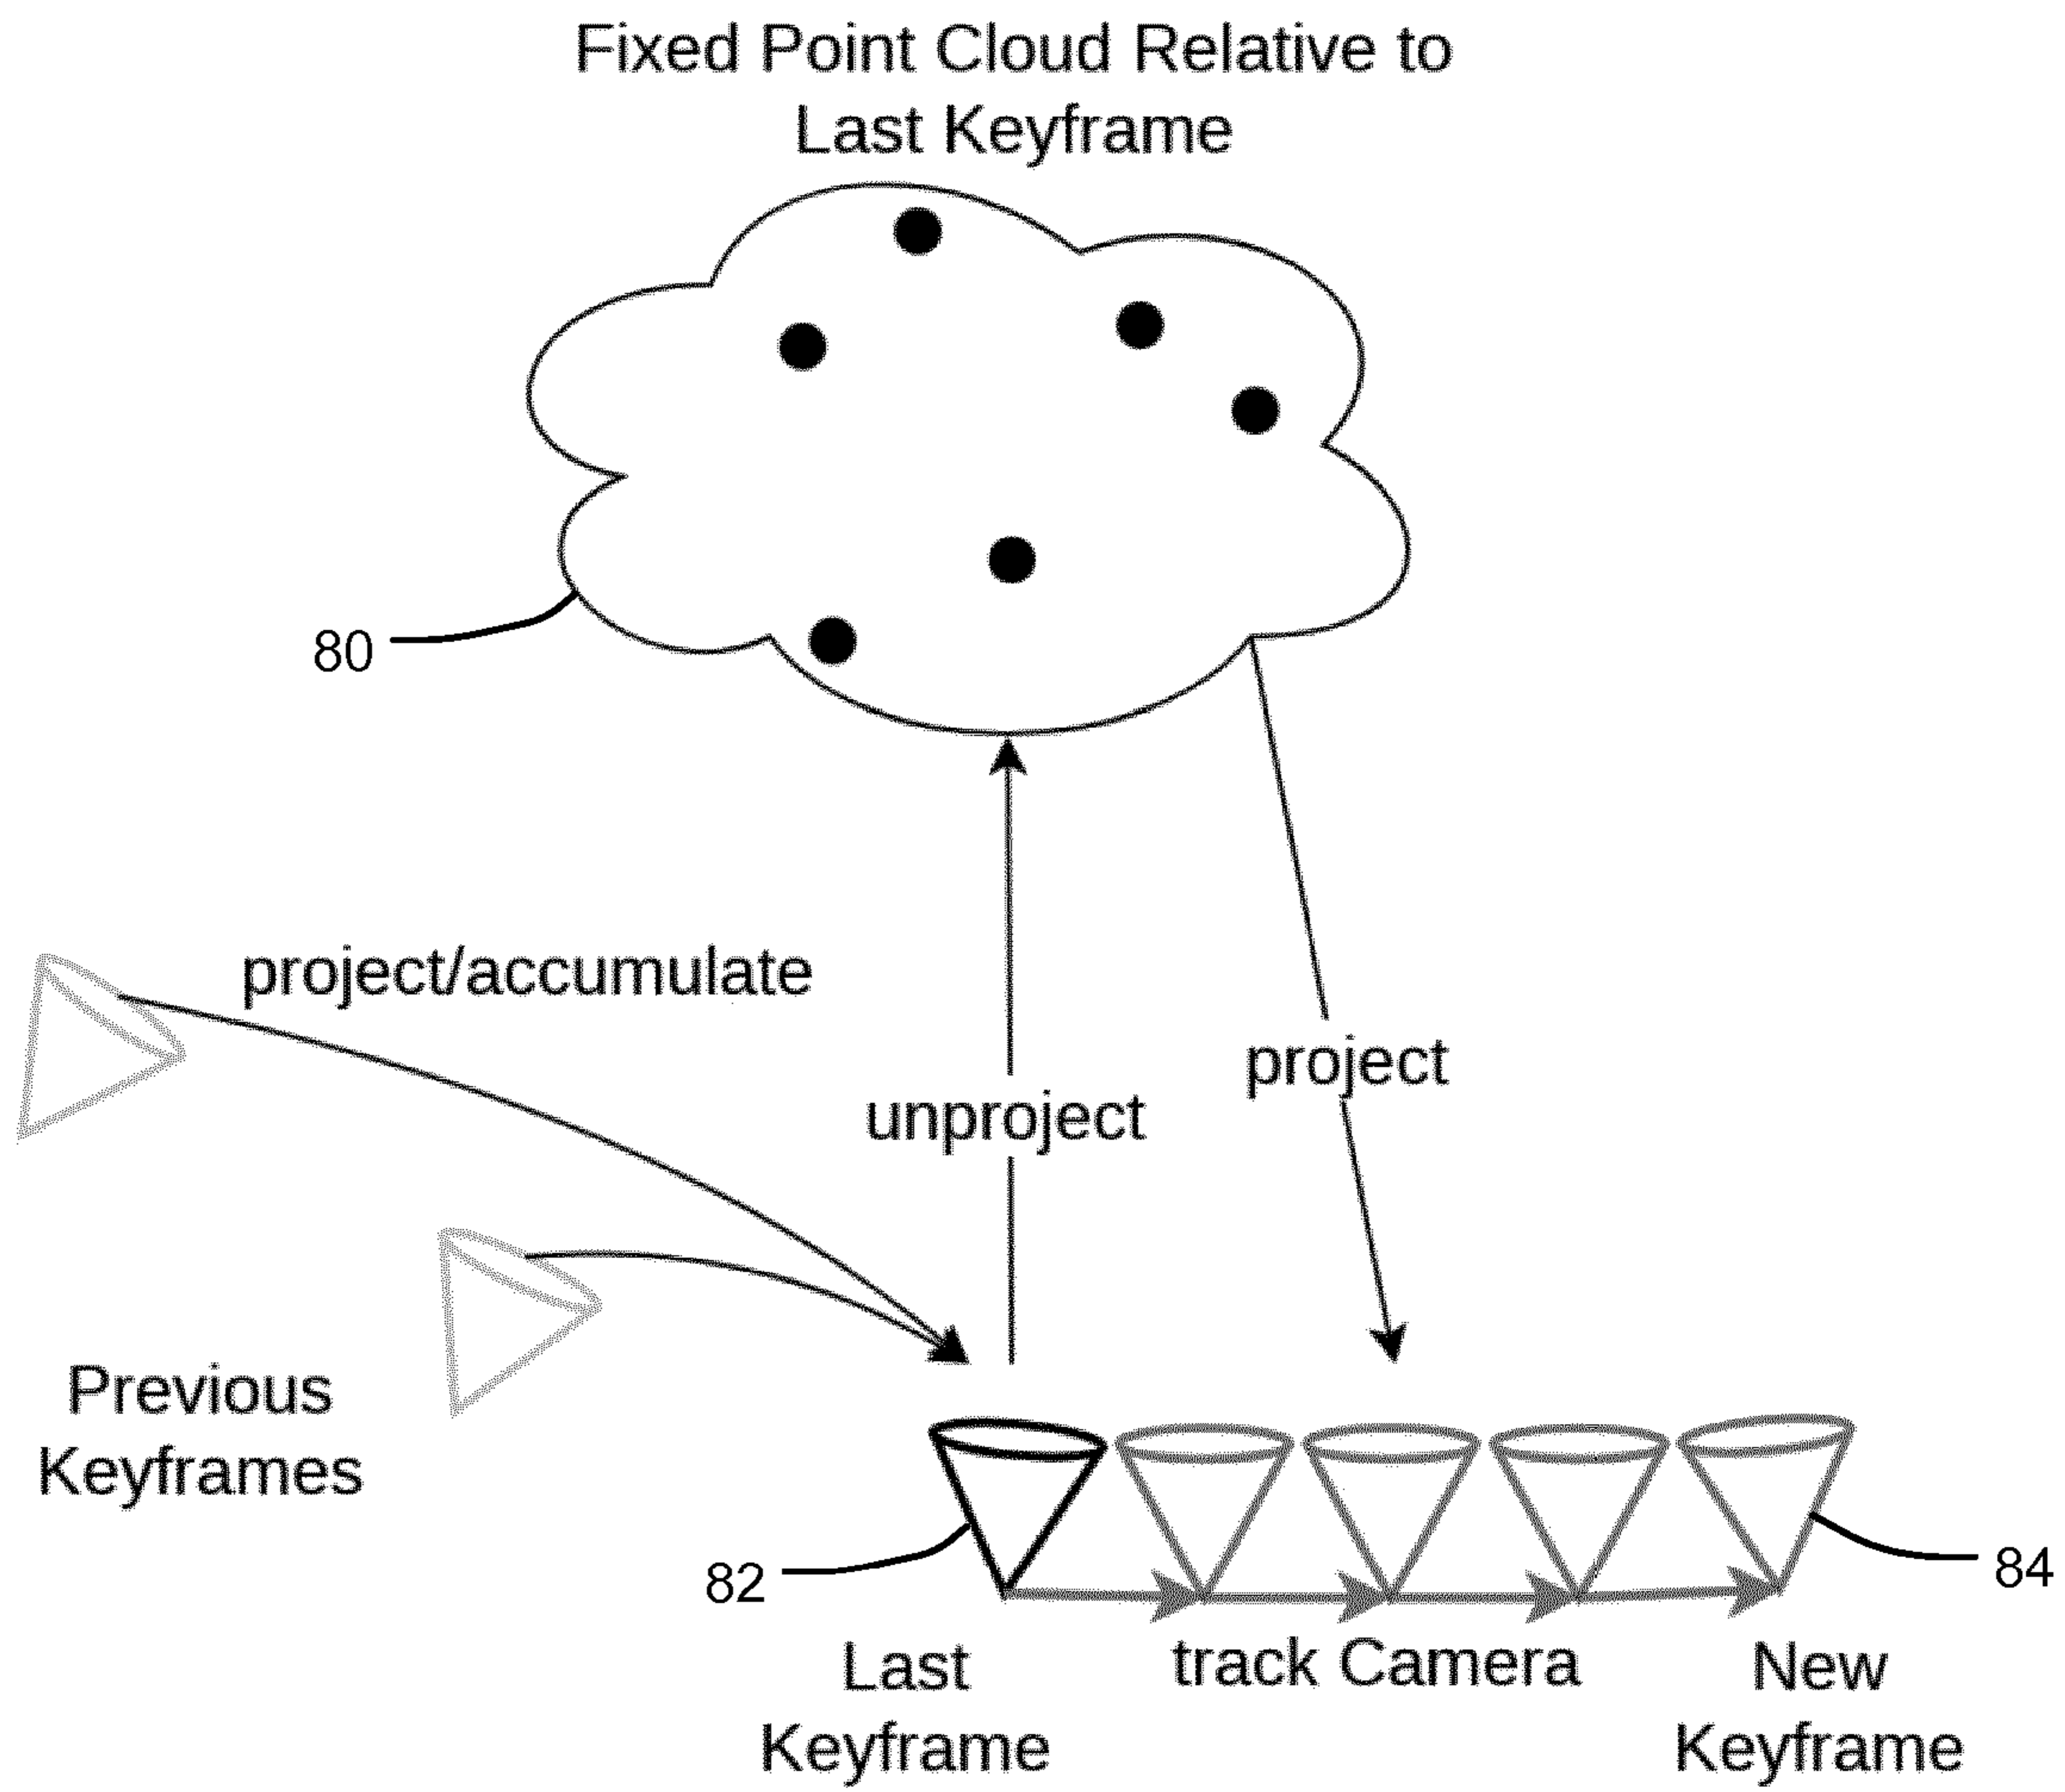 Fixed Point Cloud Relative to
Last Keyframe
80
project/accumulate
project
unproject
Previous
Keyframes
82
84
Last
Keyframe
track Camera
New
Keyframe